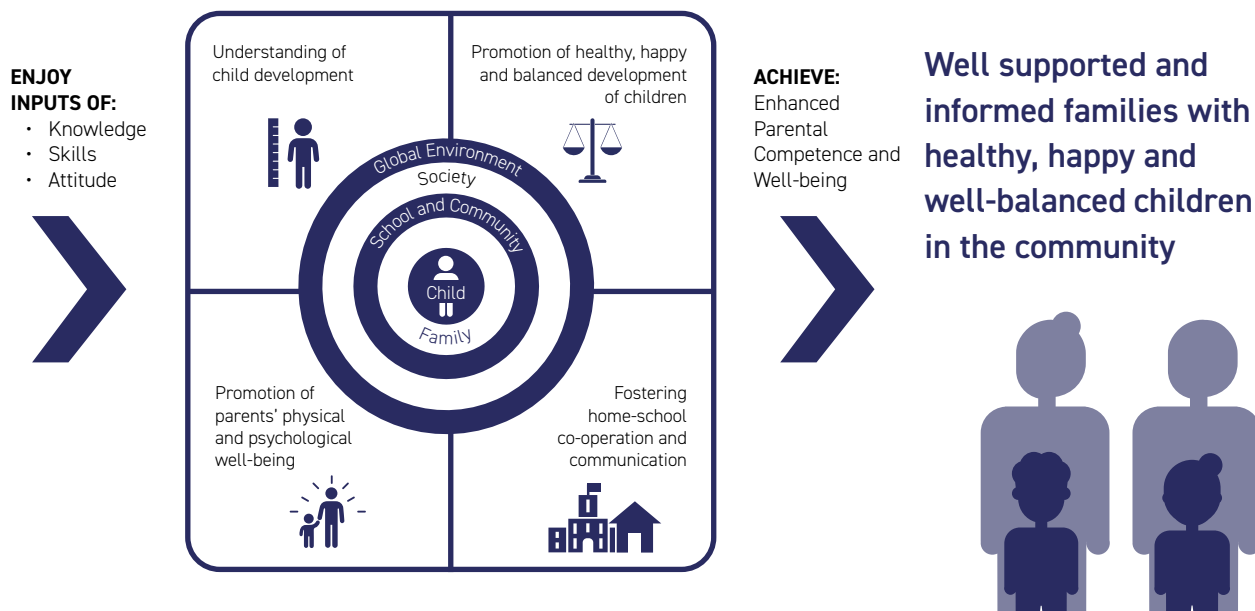 ENJOY
INPUTS OF:
• Knowledge
• Skills
• Attitude
Understanding of
child development
Promotion of healthy, happy
and balanced development
of children
Global Environment
Society
School and Community
Child
Family
Promotion of
parents’ physical
and psychological
well-being
Fostering
home-school
co-operation and
communication
ACHIEVE:
Enhanced
Parental
Competence and
Well-being
Well supported and
informed families with
healthy, happy and
well-balanced children
in the community